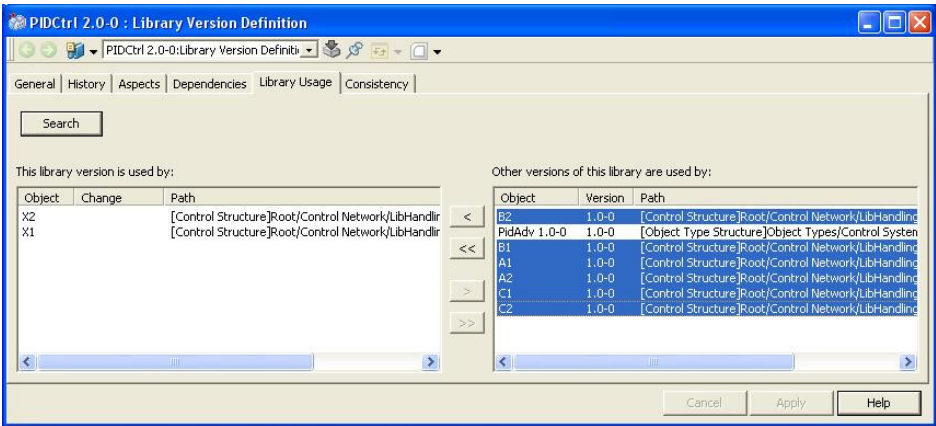 PIDCtrl 2.0-0 : Library Version Definition
PIDCtrl 2.0-0:Library Version Definiti
General History Aspects Dependencies Library Usage Consistency
Search
This library version is used by:
Other versions of this library are used by:
Object Change Path
Object Version Path
X2 [Control Structure]Root/Control Network/LibHandlir
X1 [Control Structure]Root/Control Network/LibHandlir
<
<<
>
>>
B2 1.0-0 [Control Structure]Root/Control Network/LibHandling
PidAdv 1.0-0 1.0-0 [Object Type Structure]Object Types/Control System
B1 1.0-0 [Control Structure]Root/Control Network/LibHandling
A1 1.0-0 [Control Structure]Root/Control Network/LibHandling
A2 1.0-0 [Control Structure]Root/Control Network/LibHandling
C1 1.0-0 [Control Structure]Root/Control Network/LibHandling
C2 1.0-0 [Control Structure]Root/Control Network/LibHandling
Cancel Apply Help